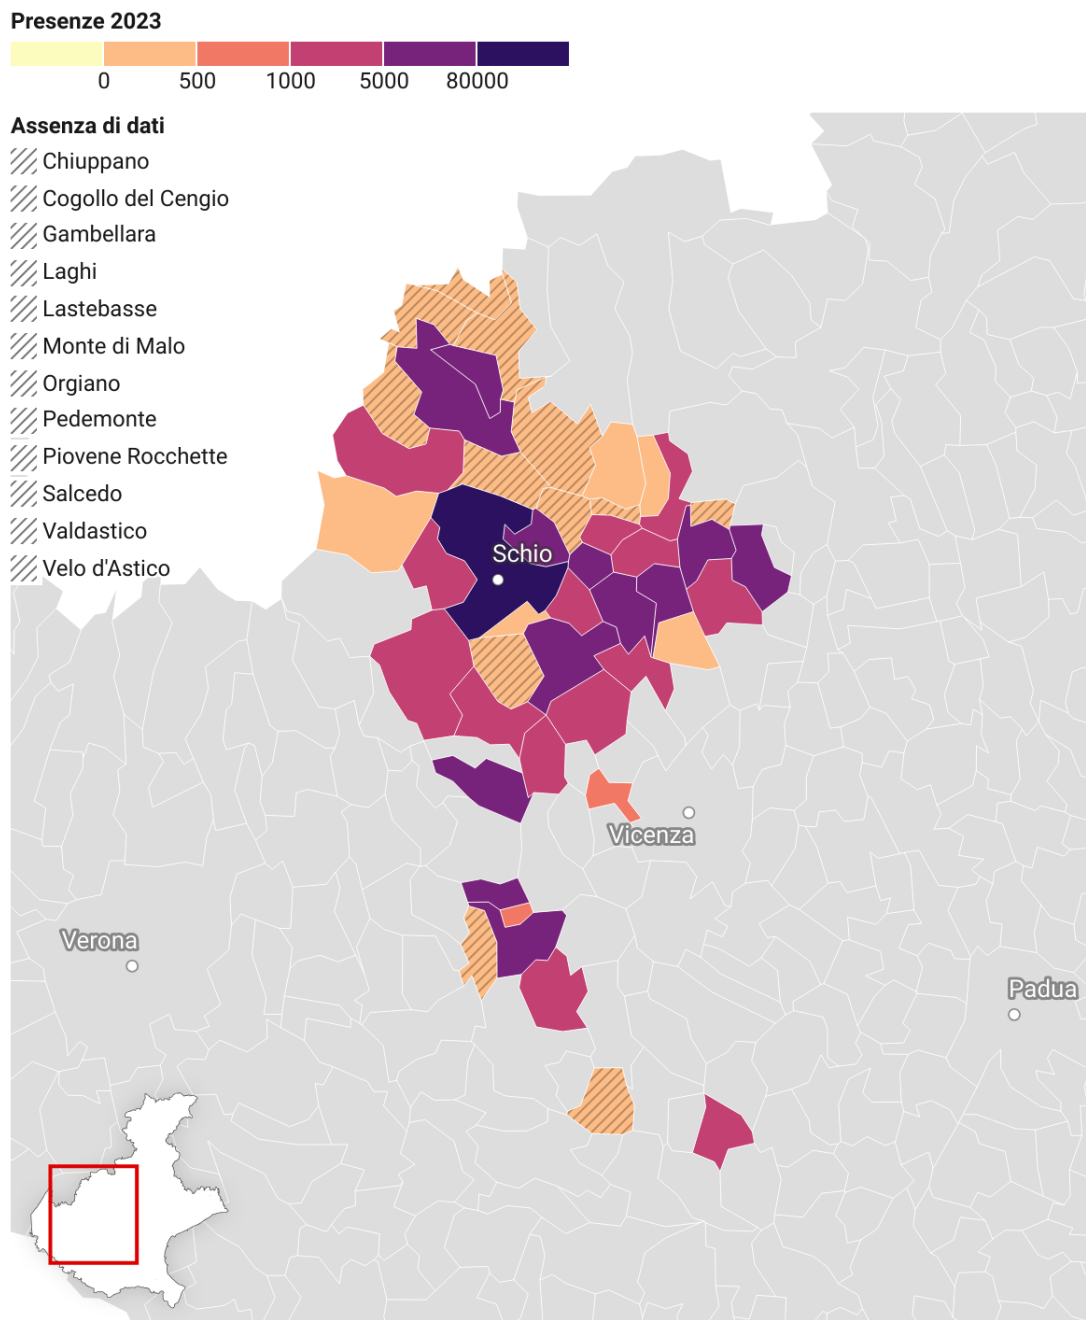 Presenze 2023
0 500 1000 5000 80000
Assenza di dati
Chiuppano
Cogollo del Cengio
Gambellara
Laghi
Lastebasse
Monte di Malo
Orgiano
Pedemonte
Piovene Rocchette
Salcedo
Valdastico
Velo d'Astico
Schio
Vicenza
Verona
Padua